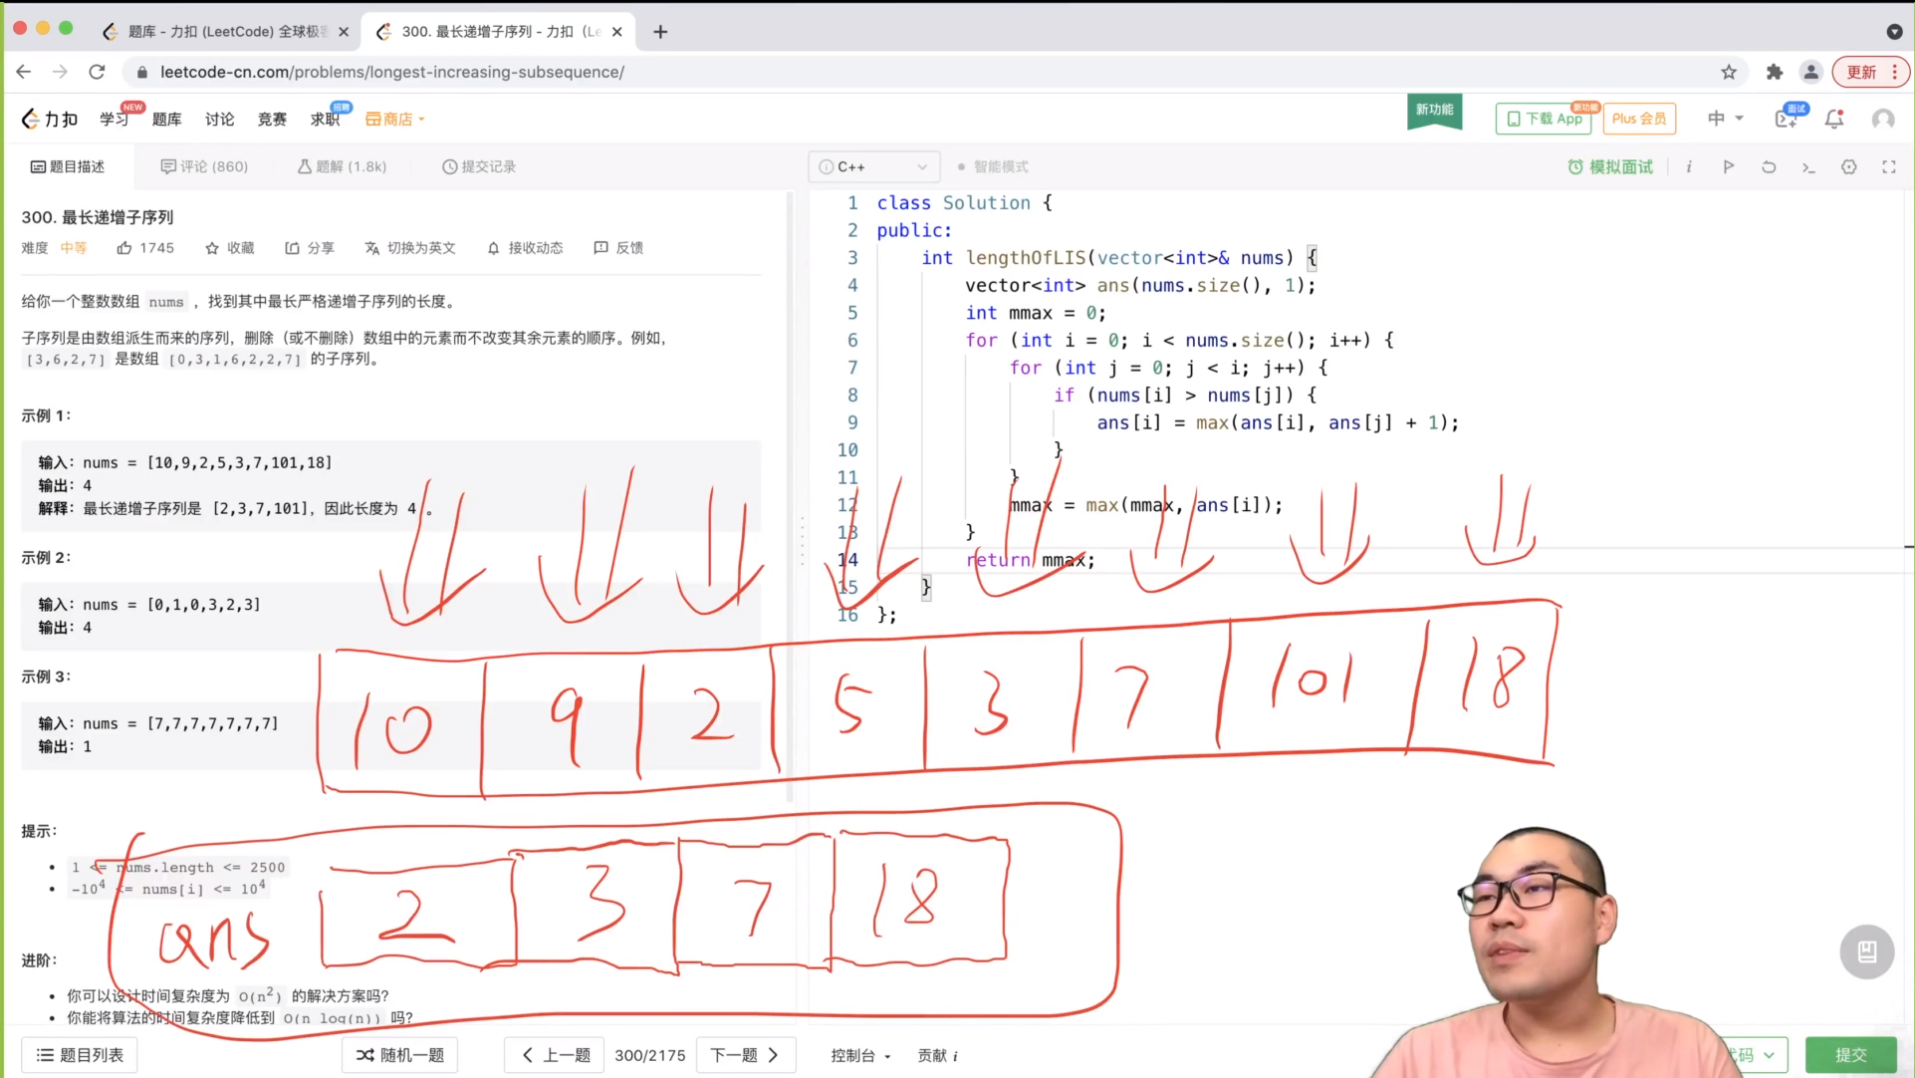 题库 - 力扣 (LeetCode) 全球极客
300. 最长递增子序列 - 力扣 (Le
leetcode-cn.com/problems/longest-increasing-subsequence/
更新
力扣
学习
NEW
题库
讨论
竞赛
求职
招聘
商店
新功能
下载 App
新功能
Plus 会员
中
面试
题目描述
评论 (860)
题解 (1.8k)
提交记录
300. 最长递增子序列
难度 中等 1745 收藏 分享 切换为英文 接收动态 反馈
给你一个整数数组 nums ，找到其中最长严格递增子序列的长度。
子序列是由数组派生而来的序列，删除（或不删除）数组中的元素而不改变其余元素的顺序。例如，
[3,6,2,7] 是数组 [0,3,1,6,2,2,7] 的子序列。
示例 1：
输入：nums = [10,9,2,5,3,7,101,18]
输出：4
解释：最长递增子序列是 [2,3,7,101]，因此长度为 4 。
示例 2：
输入：nums = [0,1,0,3,2,3]
输出：4
示例 3：
输入：nums = [7,7,7,7,7,7,7]
输出：1
提示：
1 <= nums.length <= 2500
-10⁴ <= nums[i] <= 10⁴
进阶：
你可以设计时间复杂度为 O(n²) 的解决方案吗？
你能将算法的时间复杂度降低到 O(n log(n)) 吗？
C++
智能模式
模拟面试
1 class Solution {
2 public:
3 int lengthOfLIS(vector<int>& nums) {
4 vector<int> ans(nums.size(), 1);
5 int mmax = 0;
6 for (int i = 0; i < nums.size(); i++) {
7 for (int j = 0; j < i; j++) {
8 if (nums[i] > nums[j]) {
9 ans[i] = max(ans[i], ans[j] + 1);
10 }
11 }
12 mmax = max(mmax, ans[i]);
13 }
14 return mmax;
15 }
16 };
10 9 2 5 3 7 101 18
ans 2 3 7 18
题目列表
随机一题
上一题
300/2175
下一题
控制台
贡献 i
代码
提交